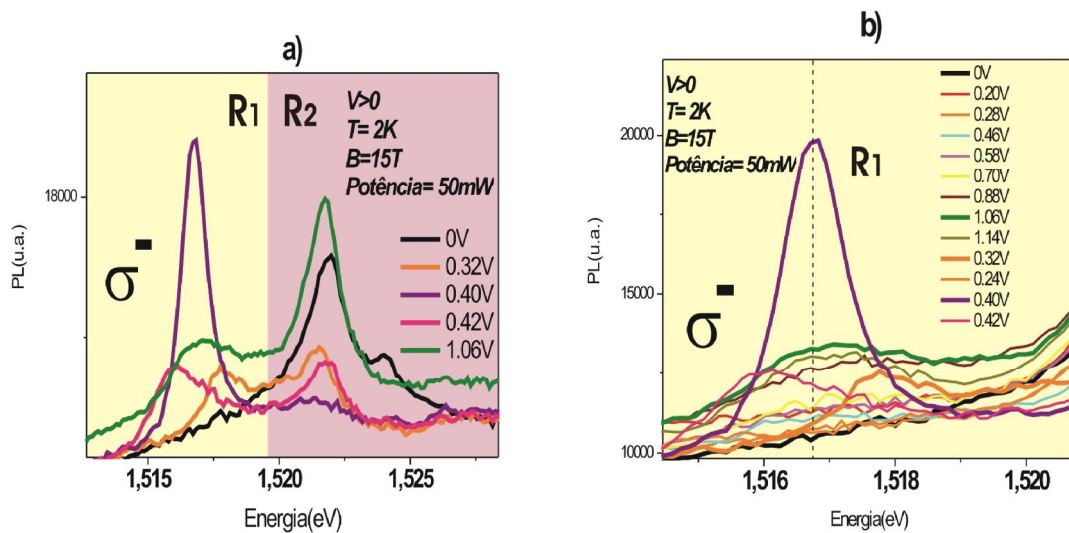 a)
R1
R2
V>0
T= 2K
B=15T
Potência= 50mW
σ-
0V
0.32V
0.40V
0.42V
1.06V
18000
PL(u.a.)
1,515
1,520
1,525
Energia(eV)
b)
V>0
T= 2K
B=15T
Potência= 50mW
R1
σ-
0V
0.20V
0.28V
0.46V
0.58V
0.70V
0.88V
1.06V
1.14V
0.32V
0.24V
0.40V
0.42V
20000
15000
10000
PL(u.a.)
1,516
1,518
1,520
Energia(eV)